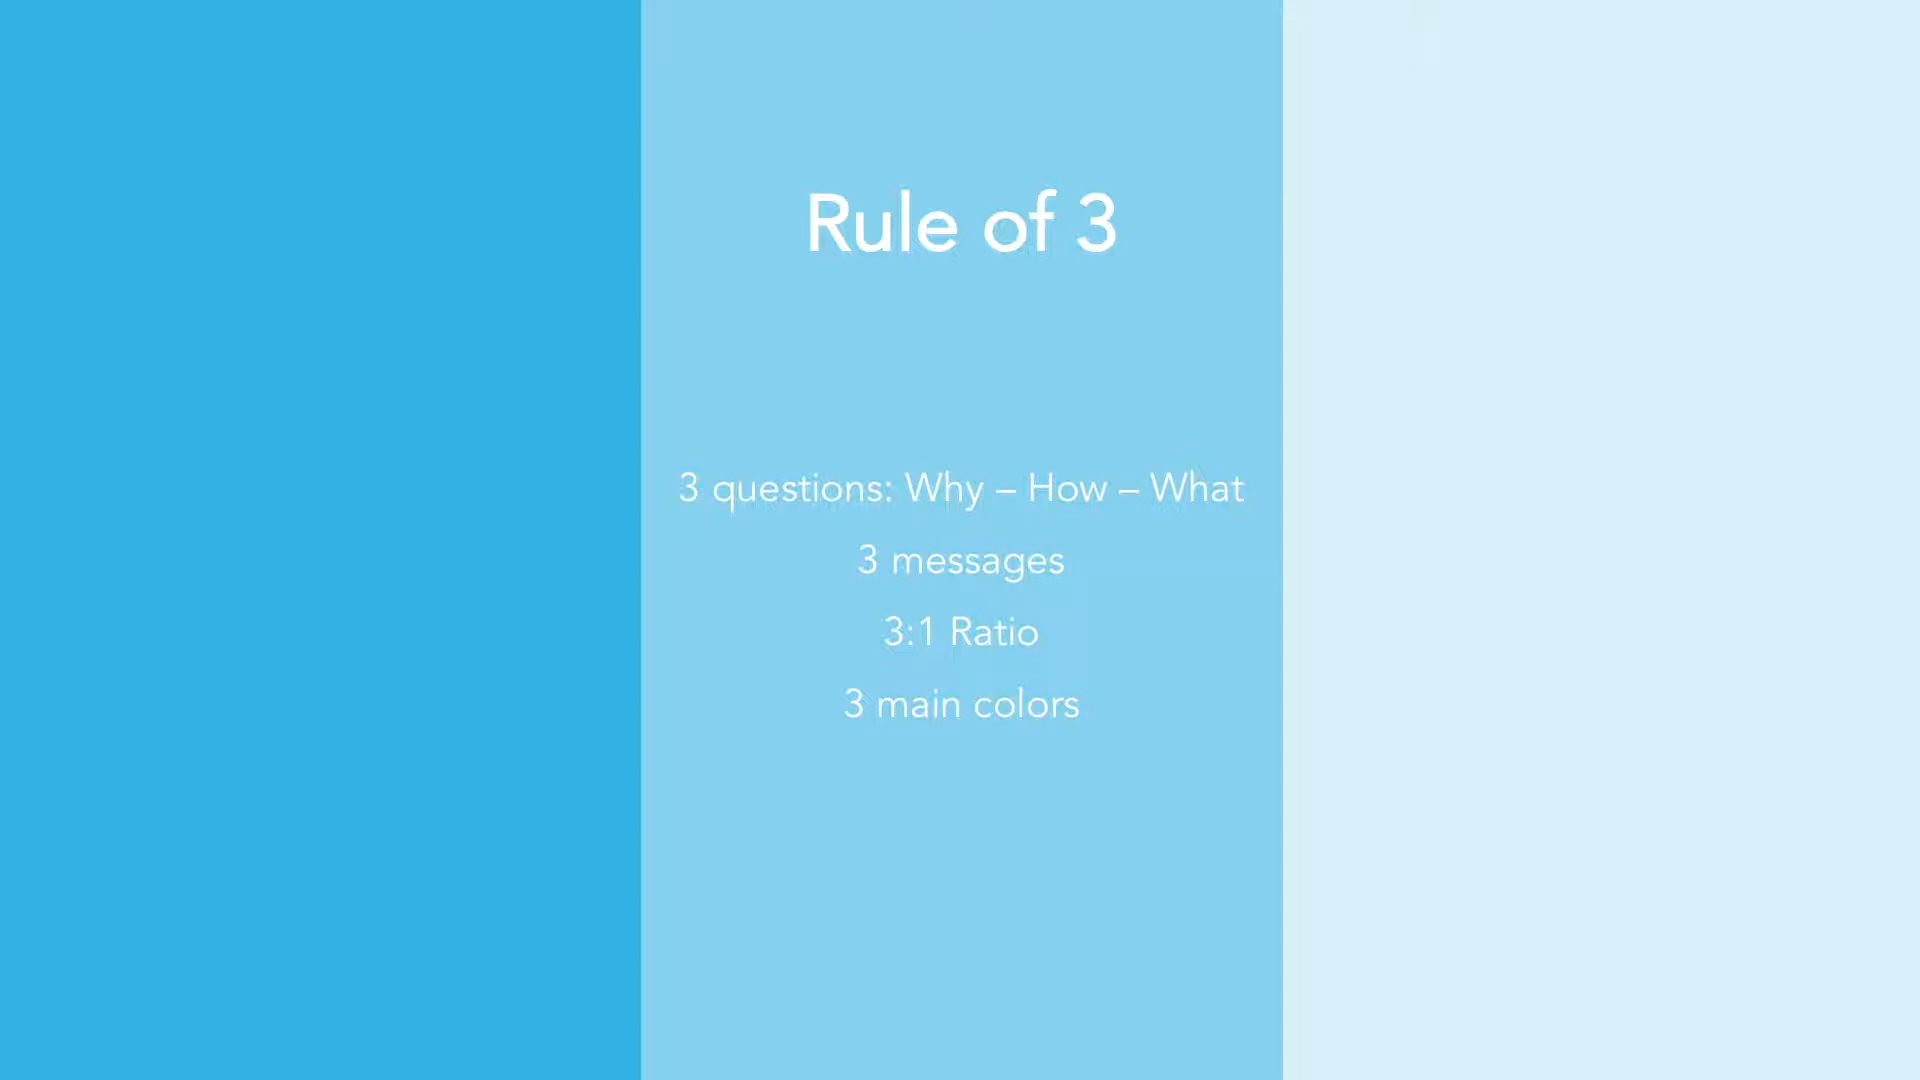 Rule of 3
3 questions: Why – How – What
3 messages
3:1 Ratio
3 main colors